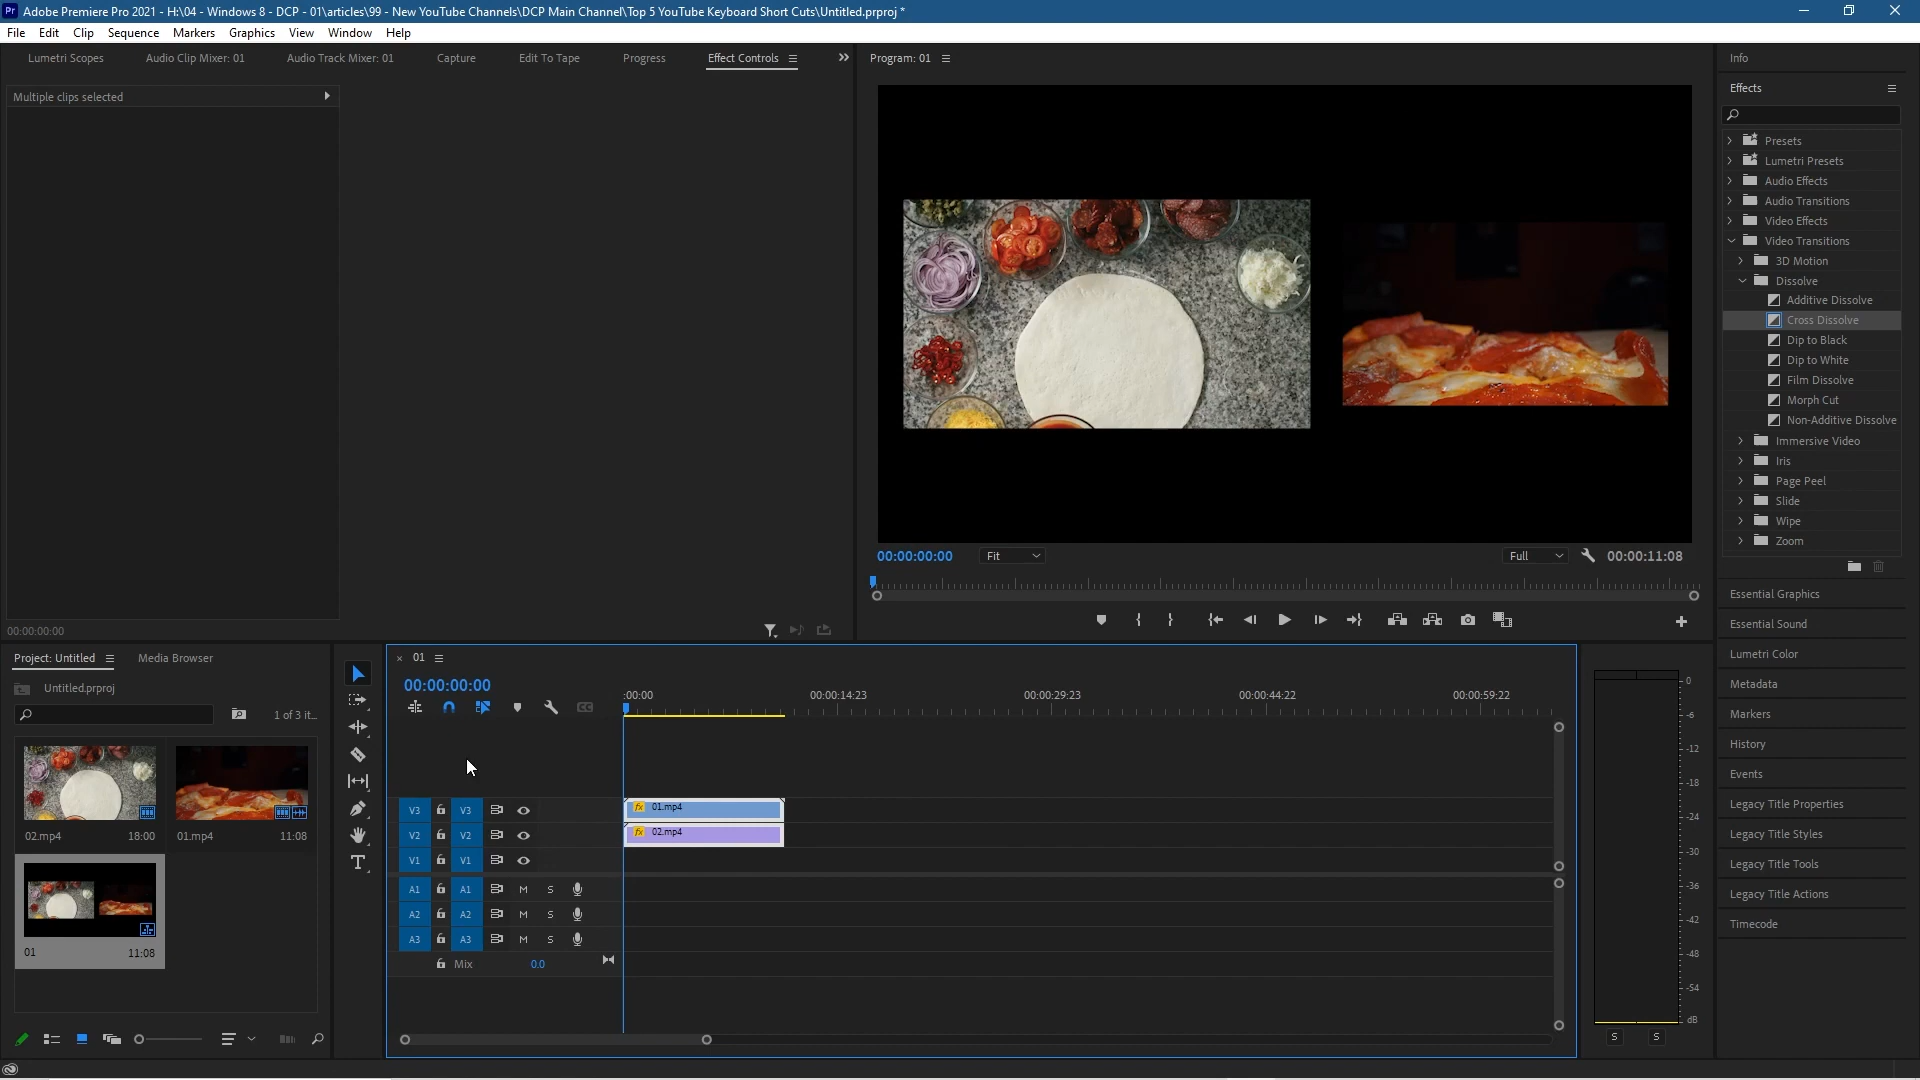 Adobe Premiere Pro 2021 - H:\04 - Windows 8 - DCP - 01\articles\99 - New YouTube Channels\DCP Main Channel\Top 5 YouTube Keyboard Short Cuts\Untitled.prproj *
File Edit Clip Sequence Markers Graphics View Window Help
Lumetri Scopes Audio Clip Mixer: 01 Audio Track Mixer: 01 Capture Edit To Tape Progress Effect Controls
Multiple clips selected
00:00:00:00
Program: 01
00:00:00:00 Fit Full 00:00:11:08
Info
Effects
Presets
Lumetri Presets
Audio Effects
Audio Transitions
Video Effects
Video Transitions
3D Motion
Dissolve
Additive Dissolve
Cross Dissolve
Dip to Black
Dip to White
Film Dissolve
Morph Cut
Non-Additive Dissolve
Immersive Video
Iris
Page Peel
Slide
Wipe
Zoom
Essential Graphics
Essential Sound
Lumetri Color
Metadata
Markers
History
Events
Legacy Title Properties
Legacy Title Styles
Legacy Title Tools
Legacy Title Actions
Timecode
Project: Untitled Media Browser
Untitled.prproj
1 of 3 it...
02.mp4 18:00 01.mp4 11:08
01 11:08
01
00:00:00:00
:00:00 00:00:14:23 00:00:29:23 00:00:44:22 00:00:59:22
V3 V3 fx 01.mp4
V2 V2 fx 02.mp4
V1 V1
A1 A1 M S
A2 A2 M S
A3 A3 M S
Mix 0.0
0
-6
-12
-18
-24
-30
-36
-42
-48
-54
dB
S S